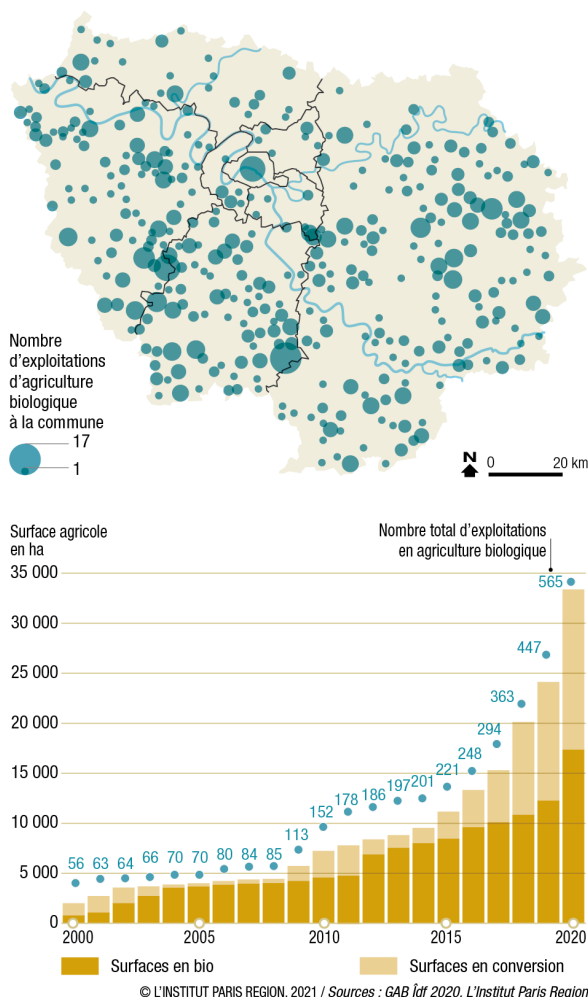 Nombre
d'exploitations
d'agriculture
biologique
à la commune
17
1
N
0 20 km
Surface agricole
en ha
Nombre total d'exploitations
en agriculture biologique
35 000
30 000
25 000
20 000
15 000
10 000
5 000
0
56 63 64 66 70 70 80 84 85 113 152 178 186 197 201 221 248 294 363 447 565
2000 2005 2010 2015 2020
Surfaces en bio Surfaces en conversion
© L'INSTITUT PARIS REGION, 2021 / Sources : GAB Îdf 2020, L'Institut Paris Region